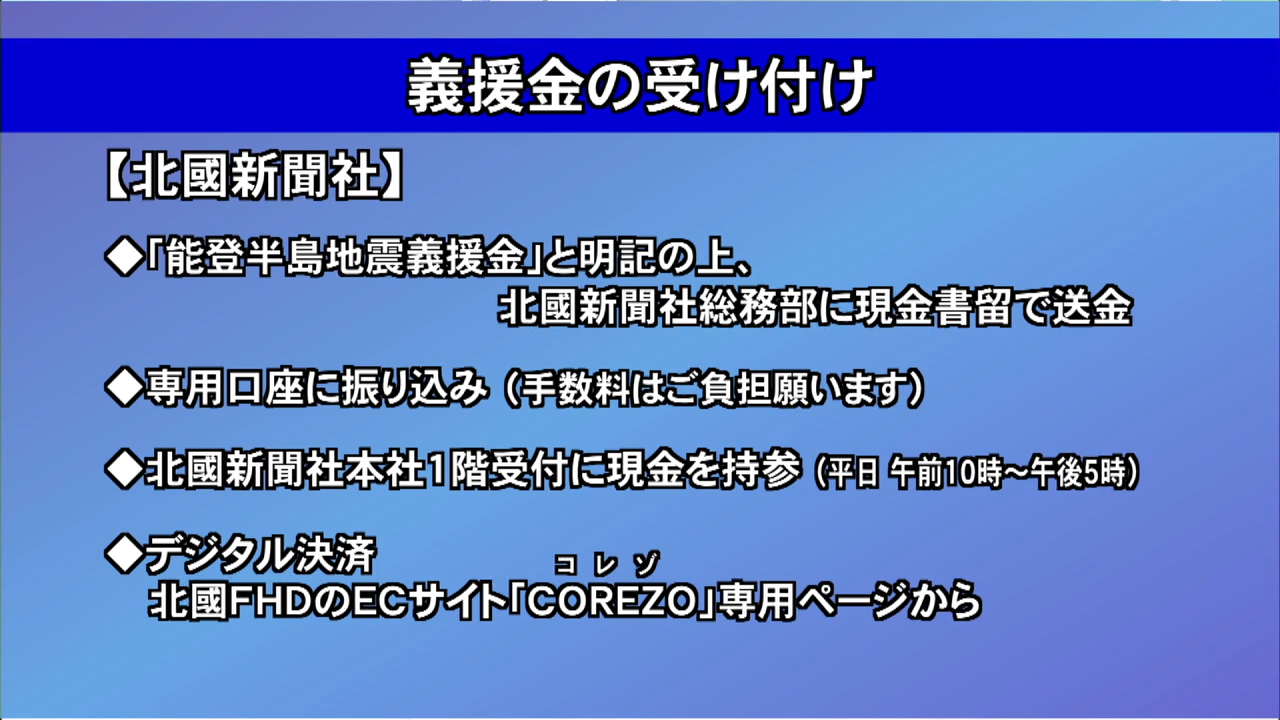 義援金の受け付け
【北國新聞社】
◆「能登半島地震義援金」と明記の上、
北國新聞社総務部に現金書留で送金
◆専用口座に振り込み（手数料はご負担願います）
◆北國新聞社本社1階受付に現金を持参（平日 午前10時～午後5時）
◆デジタル決済
コレゾ
北國FHDのECサイト「COREZO」専用ページから